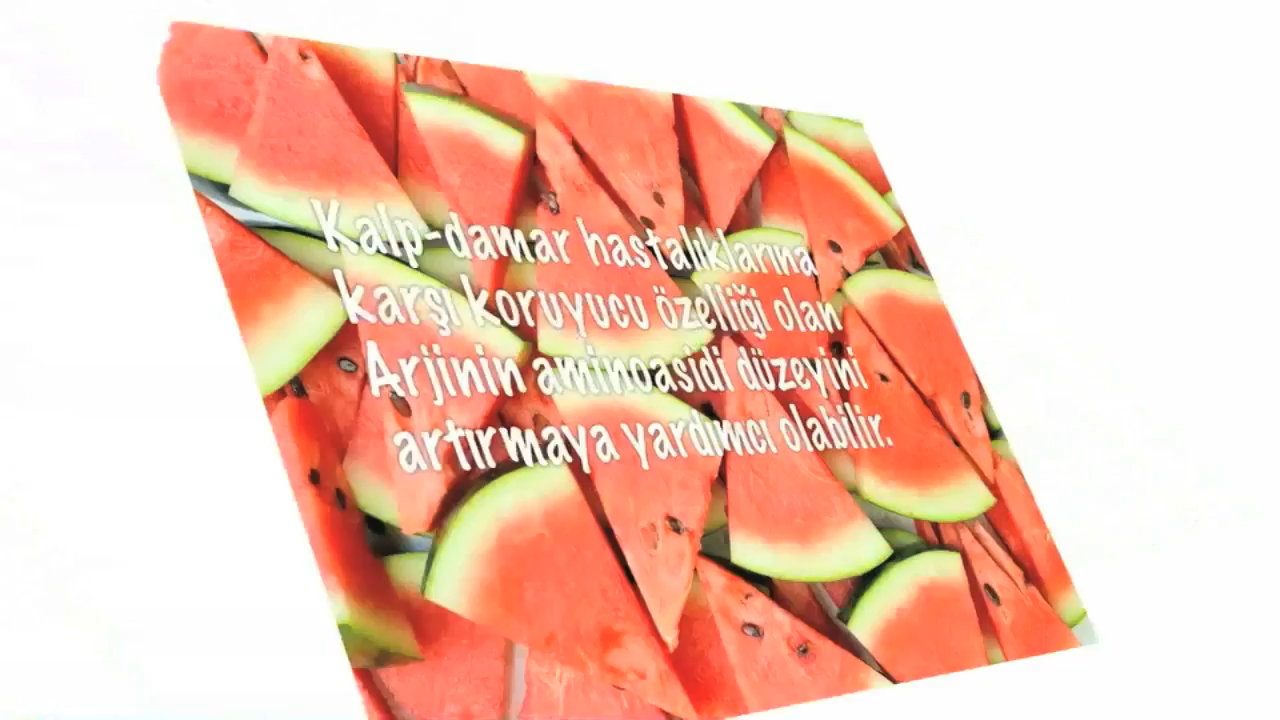 Kalp-damar hastalıklarına
karşı koruyucu özelliği olan
Arjinin aminoasidi düzeyini
artırmaya yardımcı olabilir.